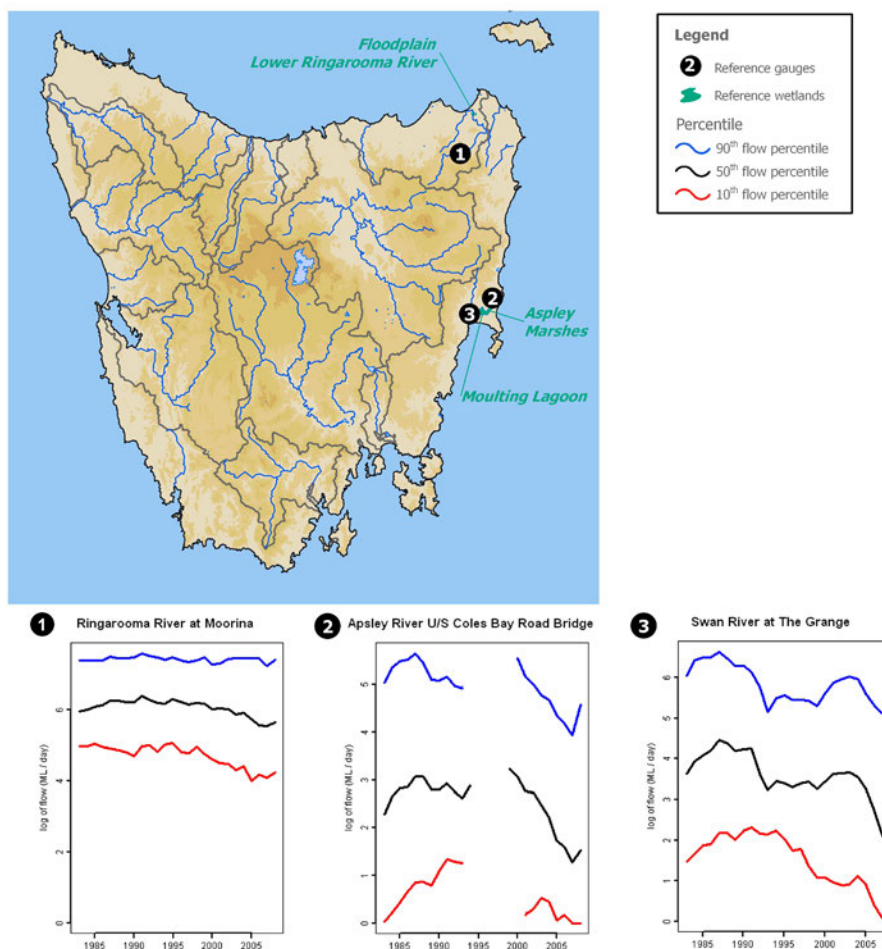 Floodplain
Lower Ringarooma River
1
2
3
Aspley
Marshes
Moulting Lagoon
Legend
2 Reference gauges
Reference wetlands
Percentile
90th flow percentile
50th flow percentile
10th flow percentile
1 Ringarooma River at Moorina
log of flow (ML / day)
0 2 4 6
1985 1990 1995 2000 2005
2 Apsley River U/S Coles Bay Road Bridge
log of flow (ML / day)
0 1 2 3 4 5
1985 1990 1995 2000 2005
3 Swan River at The Grange
log of flow (ML / day)
0 1 2 3 4 5 6
1985 1990 1995 2000 2005